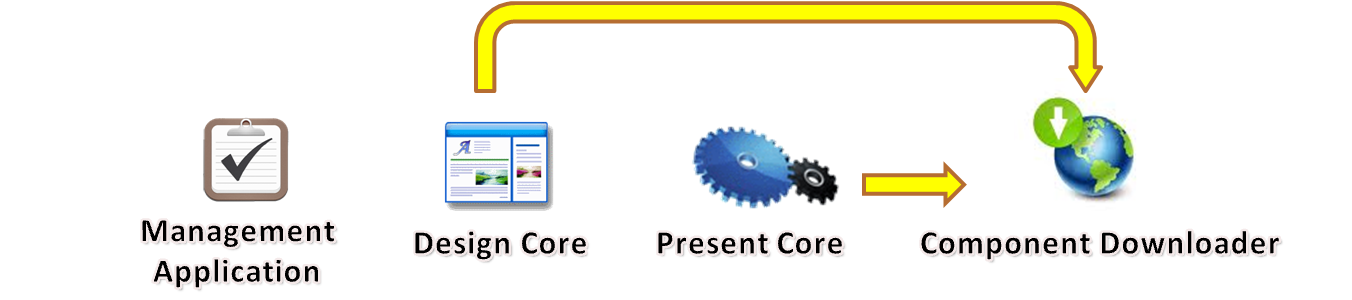 Management
Application
Design Core
Present Core
Component Downloader